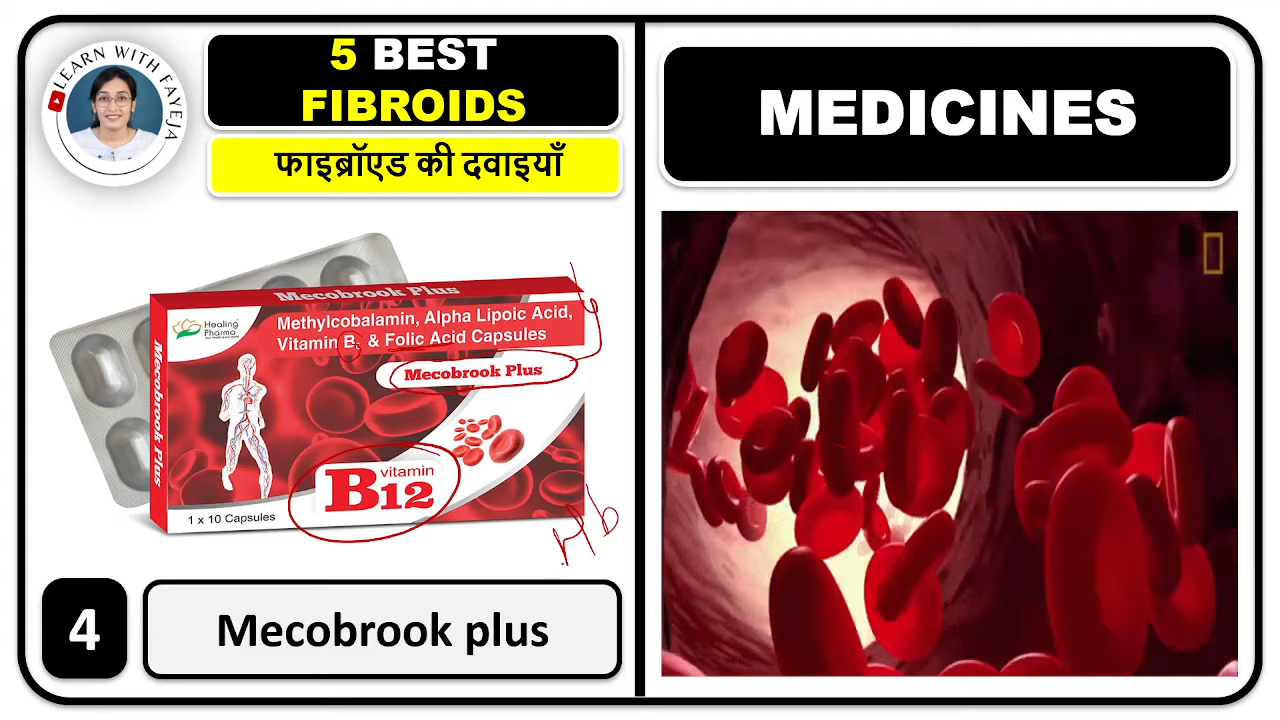 LEARN WITH FAYEJA
5 BEST
FIBROIDS
फाइब्रॉएड की दवाइयाँ
MEDICINES
Mecobrook Plus
Healing
Pharma
Methylcobalamin, Alpha Lipoic Acid,
Vitamin B, & Folic Acid Capsules
Mecobrook Plus
Mecobrook Plus
vitamin
B12
1 x 10 Capsules
Hb
4
Mecobrook plus